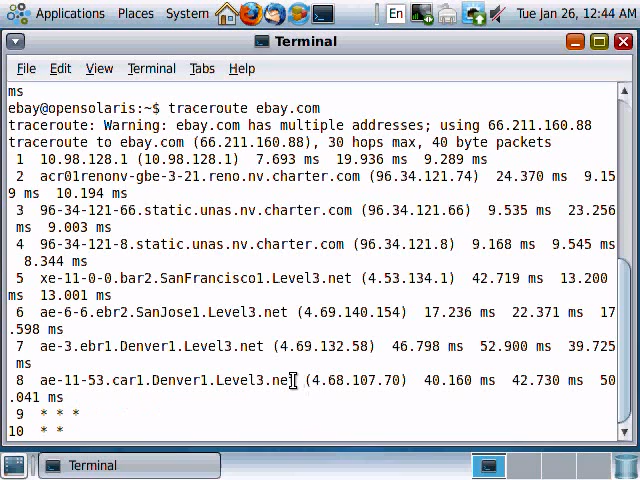 Applications Places System En Tue Jan 26, 12:44 AM
Terminal
File Edit View Terminal Tabs Help
ms
ebay@opensolaris:~$ traceroute ebay.com
traceroute: Warning: ebay.com has multiple addresses; using 66.211.160.88
traceroute to ebay.com (66.211.160.88), 30 hops max, 40 byte packets
1 10.98.128.1 (10.98.128.1) 7.693 ms 19.936 ms 9.289 ms
2 acr01renonv-gbe-3-21.reno.nv.charter.com (96.34.121.74) 24.370 ms 9.15
9 ms 10.194 ms
3 96-34-121-66.static.unas.nv.charter.com (96.34.121.66) 9.535 ms 23.256
ms 9.003 ms
4 96-34-121-8.static.unas.nv.charter.com (96.34.121.8) 9.168 ms 9.545 ms
8.344 ms
5 xe-11-0-0.bar2.SanFrancisco1.Level3.net (4.53.134.1) 42.719 ms 13.200
ms 13.001 ms
6 ae-6-6.ebr2.SanJose1.Level3.net (4.69.140.154) 17.236 ms 22.371 ms 17
.598 ms
7 ae-3.ebr1.Denver1.Level3.net (4.69.132.58) 46.798 ms 52.900 ms 39.725
ms
8 ae-11-53.car1.Denver1.Level3.net (4.68.107.70) 40.160 ms 42.730 ms 50
.041 ms
9 * * *
10 * *
Terminal